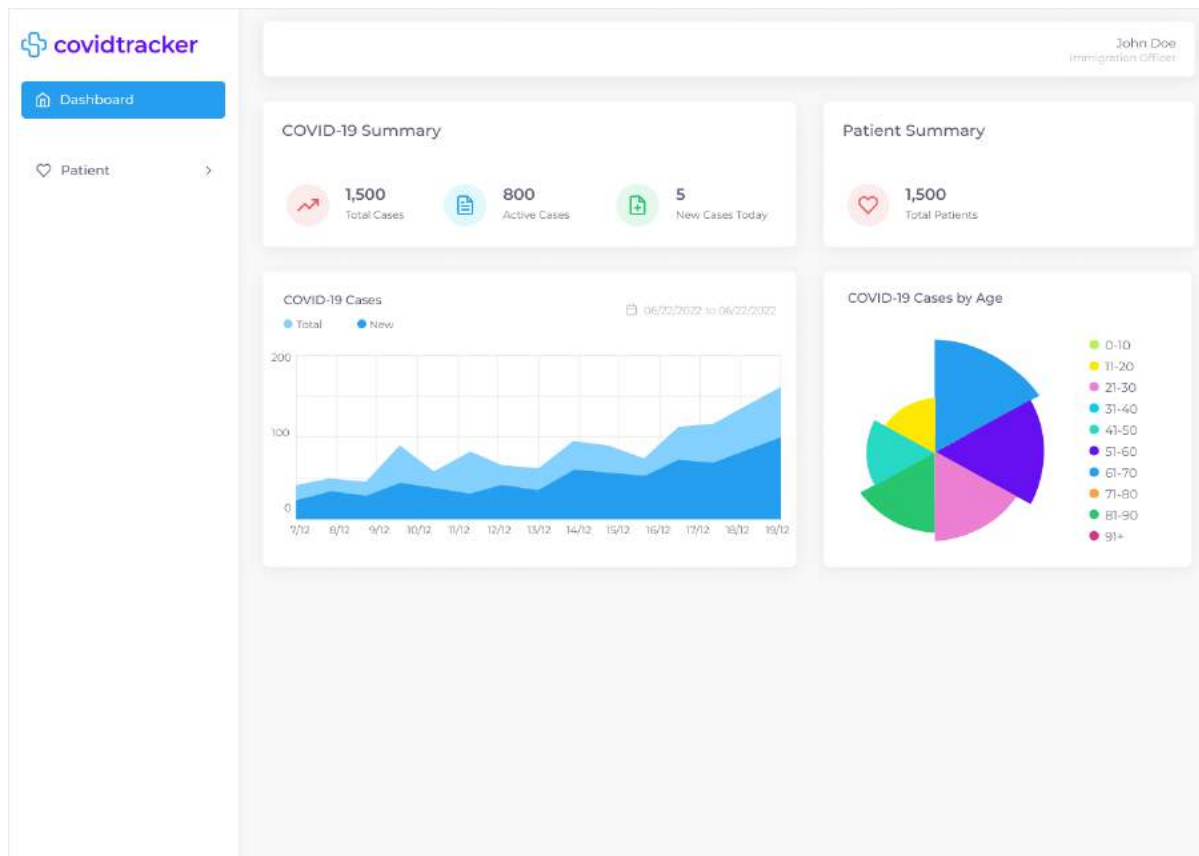 covidtracker
John Doe
Immigration Officer
Dashboard
Patient
COVID-19 Summary
1,500
Total Cases
800
Active Cases
5
New Cases Today
Patient Summary
1,500
Total Patients
COVID-19 Cases
Total
New
06/22/2022 to 06/22/2022
200
100
0
7/12 8/12 9/12 10/12 11/12 12/12 13/12 14/12 15/12 16/12 17/12 18/12 19/12
COVID-19 Cases by Age
0-10
11-20
21-30
31-40
41-50
51-60
61-70
71-80
81-90
91+